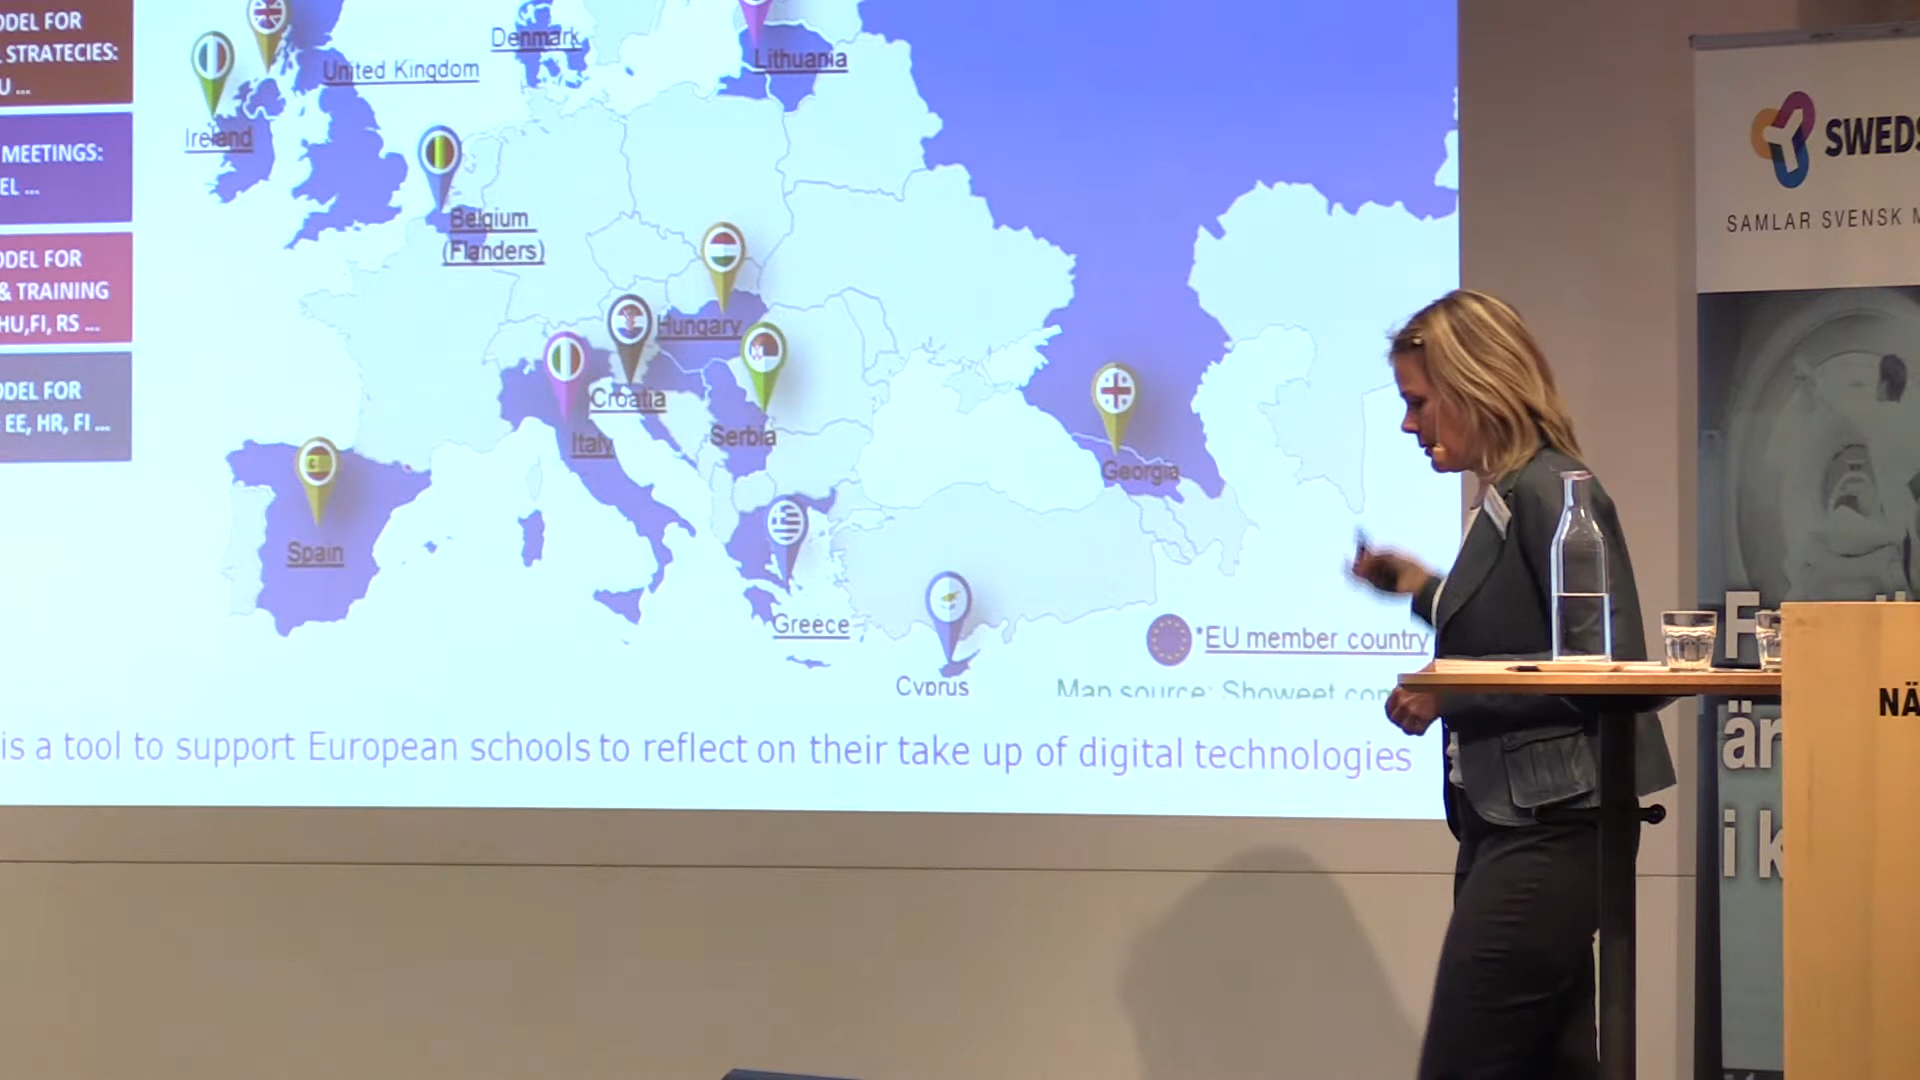 ODEL FOR
STRATECIES:
U ...
MEETINGS:
EL ...
ODEL FOR
& TRAINING
HU,FI, RS ...
ODEL FOR
EE, HR, FI ...
Denmark
United Kingdom
Lithuania
Ireland
Belgium
(Flanders)
Hungary
Croatia
Italy
Serbia
Georgia
Spain
Greece
Cyprus
*EU member country
Map source: Showeet.com
is a tool to support European schools to reflect on their take up of digital technologies
SWEDS
SAMLAR SVENSK M
F
är
i k
NÄ